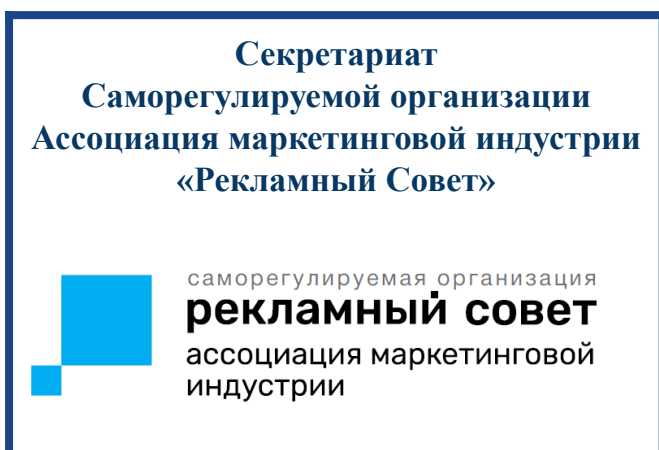 Секретариат
Саморегулируемой организации
Ассоциация маркетинговой индустрии
«Рекламный Совет»
саморегулируемая организация
рекламный совет
ассоциация маркетинговой
индустрии